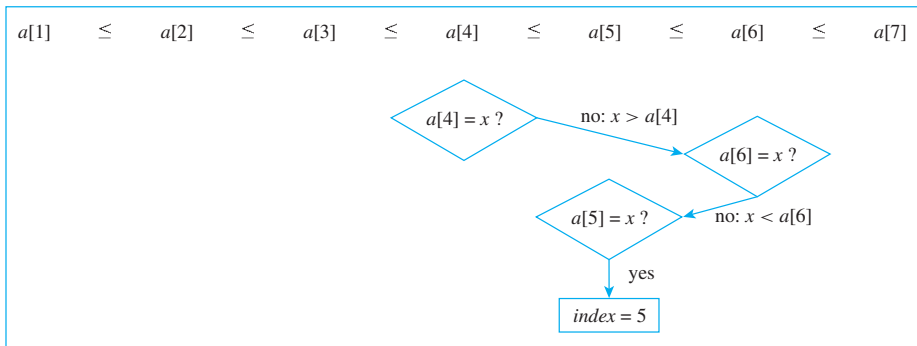 a[1] ≤ a[2] ≤ a[3] ≤ a[4] ≤ a[5] ≤ a[6] ≤ a[7]
a[4] = x ?
no: x > a[4]
a[6] = x ?
no: x < a[6]
a[5] = x ?
yes
index = 5